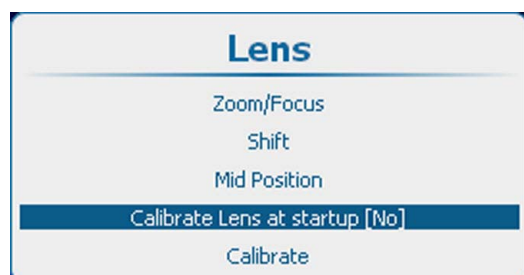 Lens
Zoom/Focus
Shift
Mid Position
Calibrate Lens at startup [No]
Calibrate